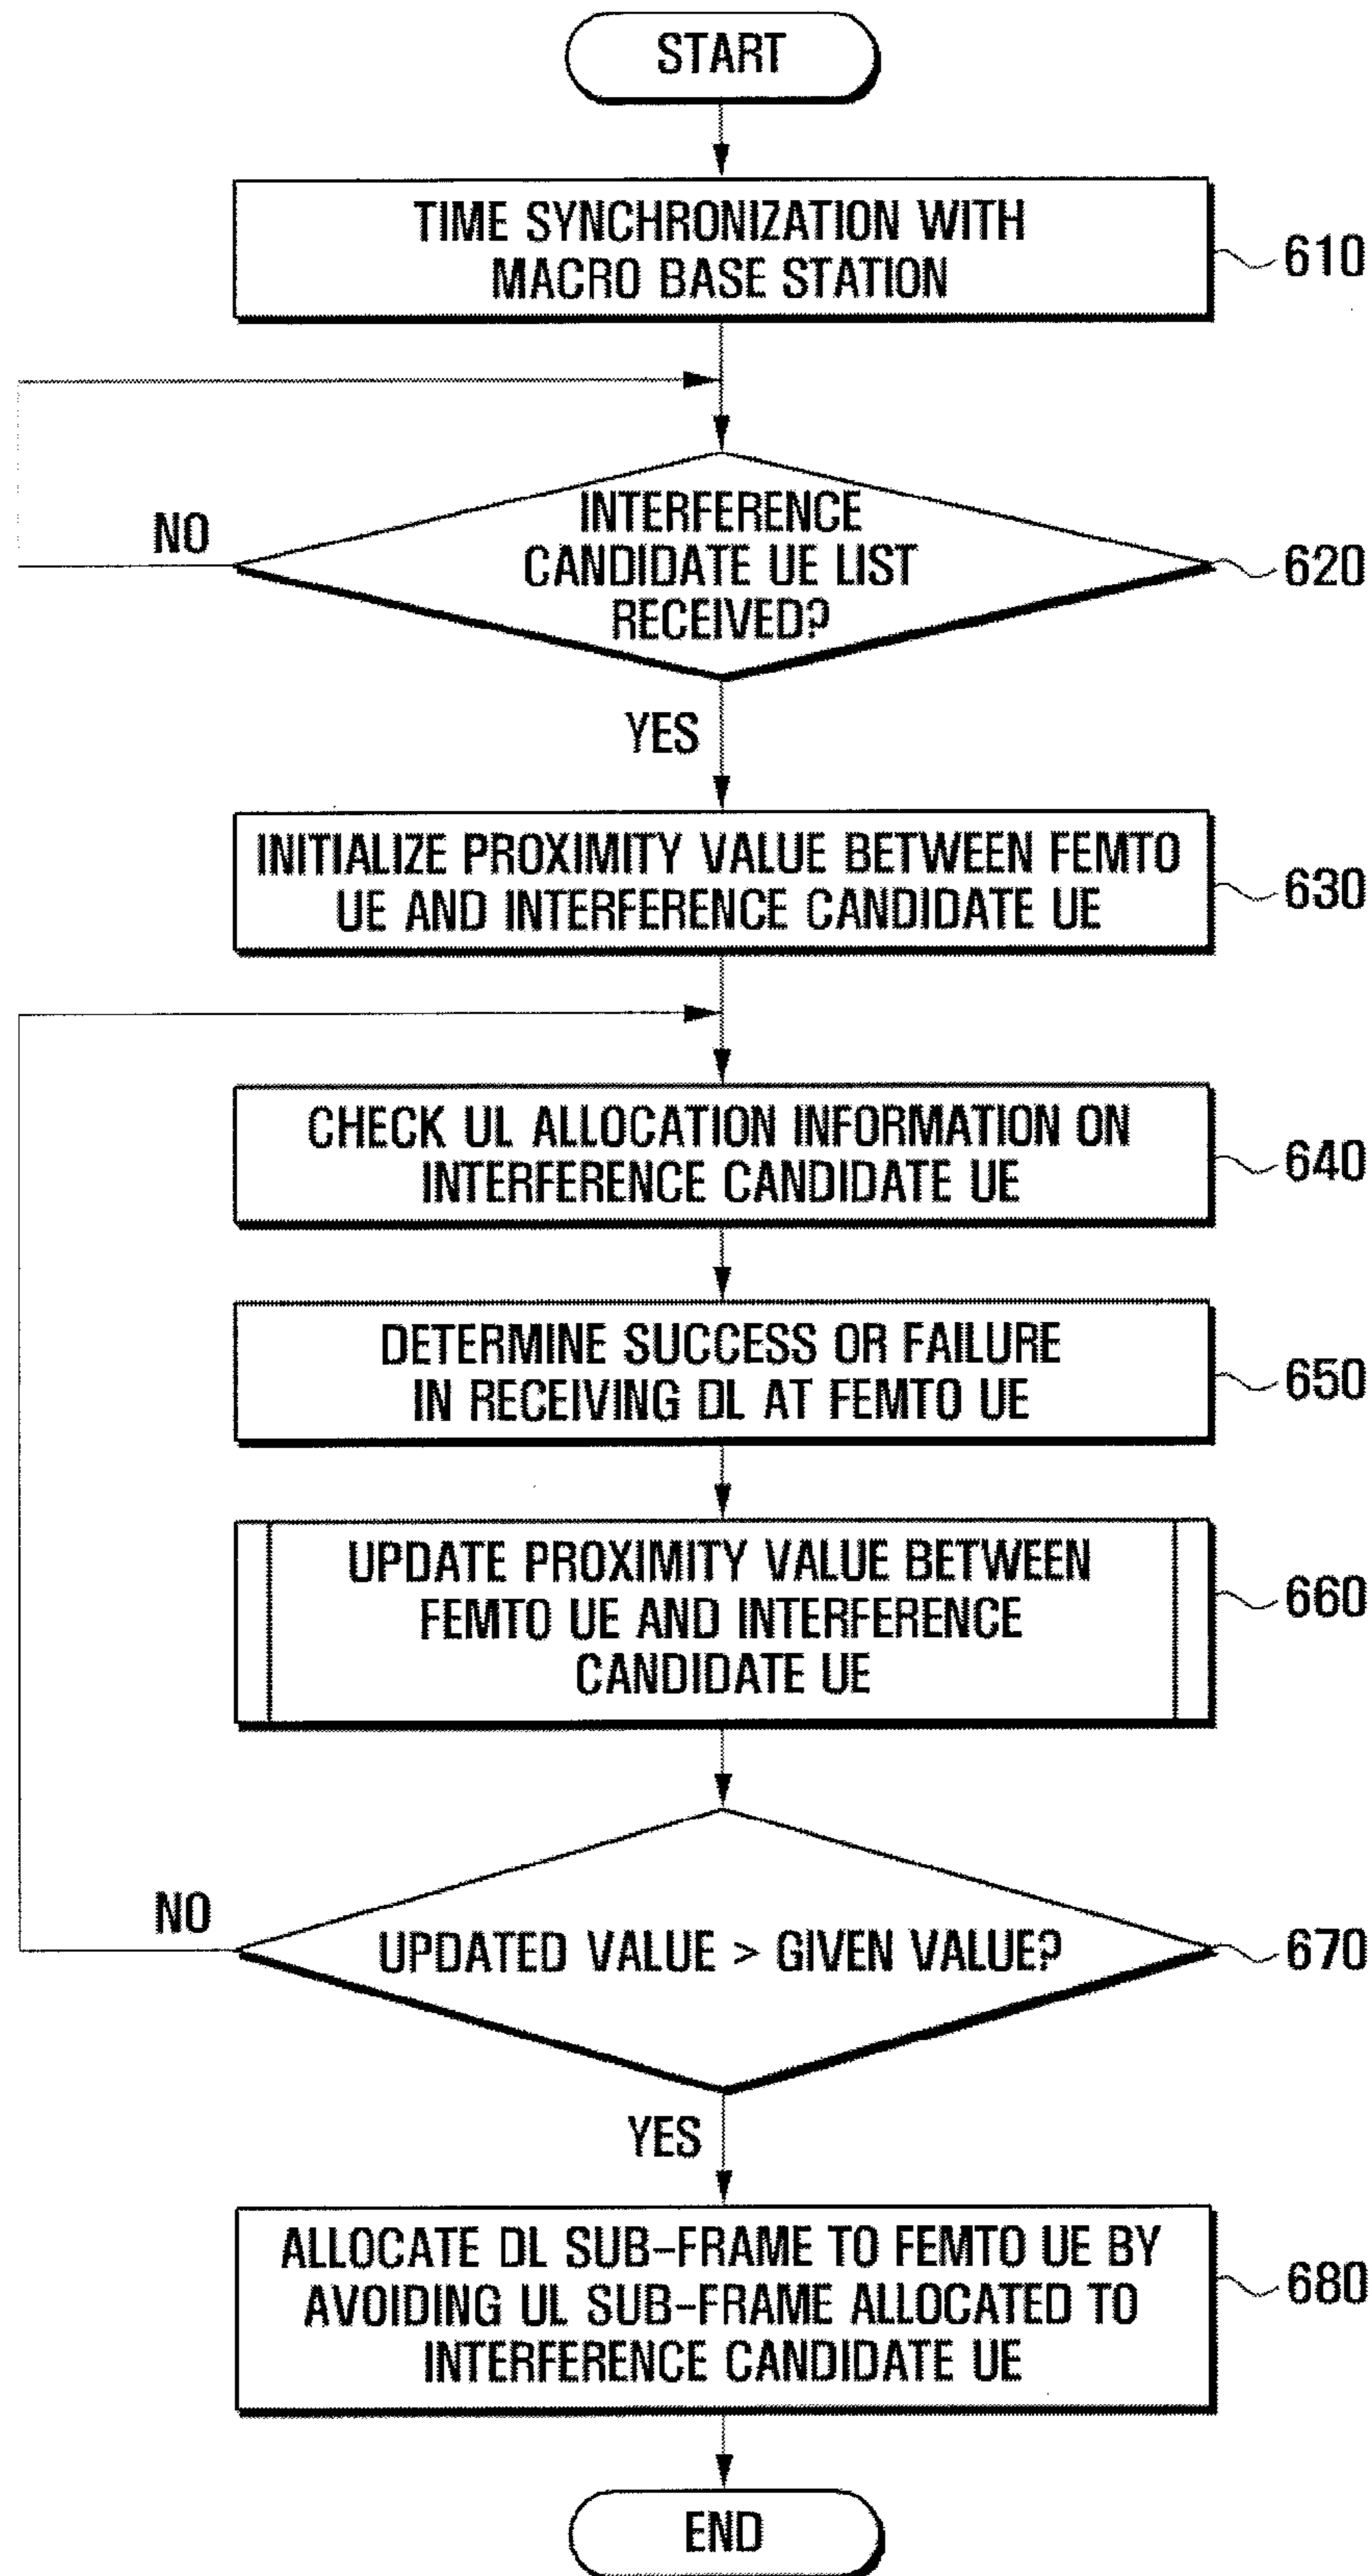 START
TIME SYNCHRONIZATION WITH
MACRO BASE STATION
610
INTERFERENCE
CANDIDATE UE LIST
RECEIVED?
NO
620
YES
INITIALIZE PROXIMITY VALUE BETWEEN FEMTO
UE AND INTERFERENCE CANDIDATE UE
630
CHECK UL ALLOCATION INFORMATION ON
INTERFERENCE CANDIDATE UE
640
DETERMINE SUCCESS OR FAILURE
IN RECEIVING DL AT FEMTO UE
650
UPDATE PROXIMITY VALUE BETWEEN
FEMTO UE AND INTERFERENCE
CANDIDATE UE
660
NO
UPDATED VALUE > GIVEN VALUE?
670
YES
ALLOCATE DL SUB-FRAME TO FEMTO UE BY
AVOIDING UL SUB-FRAME ALLOCATED TO
INTERFERENCE CANDIDATE UE
680
END